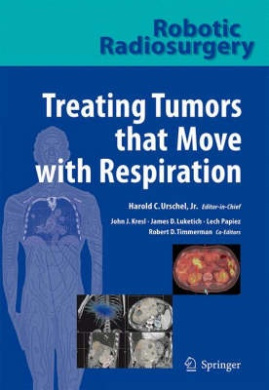 Robotic
Radiosurgery
Treating Tumors
that Move
with Respiration
Harold C. Urschel, Jr. Editor-in-Chief
John J. Kresl · James D. Luketich · Lech Papiez
Robert D. Timmerman Co-Editors
Springer